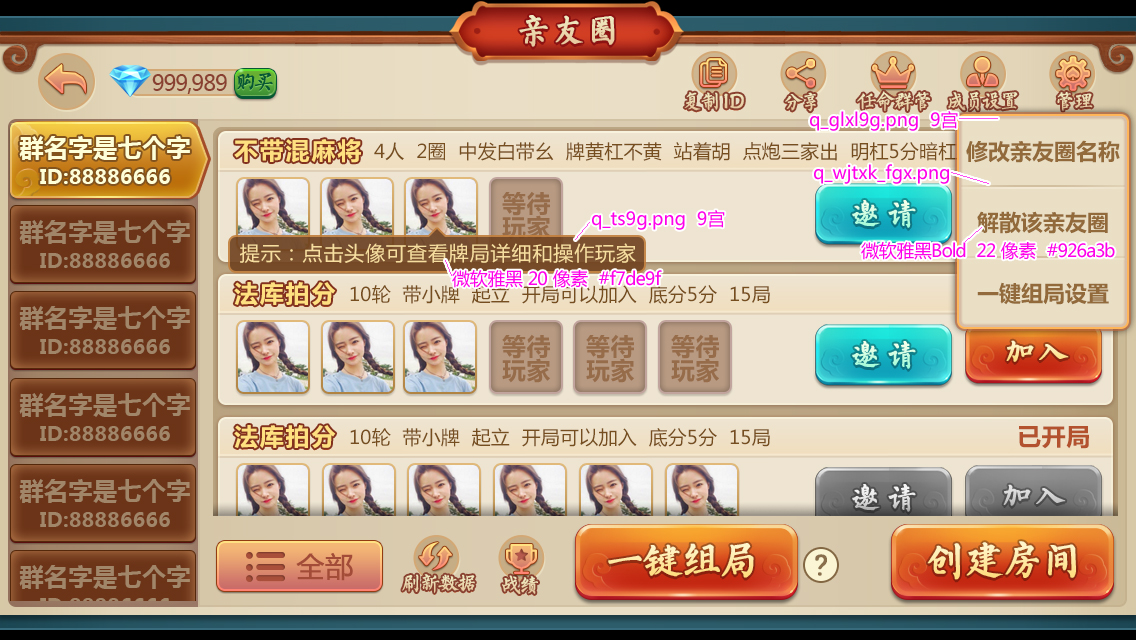 亲友圈
999,989 购买
复制ID 分享 任命群管 成员设置 管理
群名字是七个字
ID:88886666
群名字是七个字
ID:88886666
群名字是七个字
ID:88886666
群名字是七个字
ID:88886666
群名字是七个字
ID:88886666
群名字是七个字
不带混麻将 4人 2圈 中发白带幺 牌黄杠不黄 站着胡 点炮三家出 明杠5分暗杠
等待
玩家
邀请
q_ts9g.png 9宫
提示：点击头像可查看牌局详细和操作玩家
微软雅黑 20 像素 #f7de9f
q_glxl9g.png 9宫
修改亲友圈名称
q_wjtxk_fgx.png
解散该亲友圈
微软雅黑Bold 22 像素 #926a3b
一键组局设置
法库拍分 10轮 带小牌 起立 开局可以加入 底分5分 15局
等待
玩家
等待
玩家
等待
玩家
邀请 加入
法库拍分 10轮 带小牌 起立 开局可以加入 底分5分 15局 已开局
邀请 加入
全部 刷新数据 战绩 一键组局 ? 创建房间